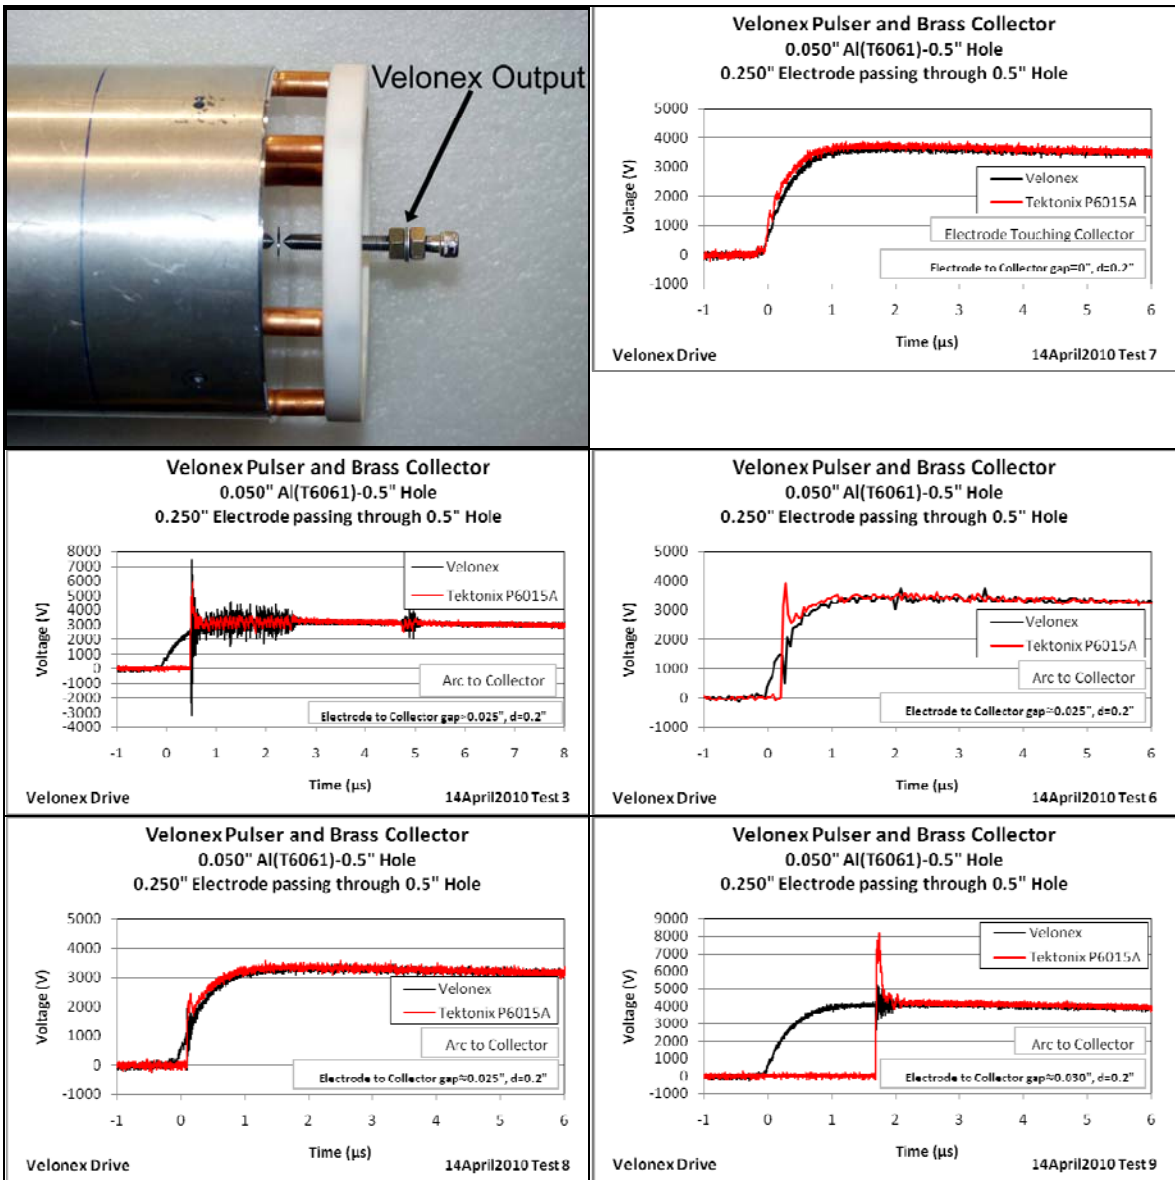 Velonex Output
Velonex Pulser and Brass Collector
0.050" Al(T6061)-0.5" Hole
0.250" Electrode passing through 0.5" Hole
5000
4000
3000
2000
1000
0
-1000
Voltage (V)
Velonex
Tektonix P6015A
Electrode Touching Collector
Electrode to Collector gap=0", d=0.2"
-1 0 1 2 3 4 5 6
Time (µs)
Velonex Drive 14April2010 Test 7
Velonex Pulser and Brass Collector
0.050" Al(T6061)-0.5" Hole
0.250" Electrode passing through 0.5" Hole
8000
7000
6000
5000
4000
3000
2000
1000
0
-1000
-2000
-3000
-4000
Voltage (V)
Velonex
Tektonix P6015A
Arc to Collector
Electrode to Collector gap≈0.025", d=0.2"
-1 0 1 2 3 4 5 6 7 8
Time (µs)
Velonex Drive 14April2010 Test 3
Velonex Pulser and Brass Collector
0.050" Al(T6061)-0.5" Hole
0.250" Electrode passing through 0.5" Hole
5000
4000
3000
2000
1000
0
-1000
Voltage (V)
Velonex
Tektonix P6015A
Arc to Collector
Electrode to Collector gap≈0.025", d=0.2"
-1 0 1 2 3 4 5 6
Time (µs)
Velonex Drive 14April2010 Test 6
Velonex Pulser and Brass Collector
0.050" Al(T6061)-0.5" Hole
0.250" Electrode passing through 0.5" Hole
5000
4000
3000
2000
1000
0
-1000
Voltage (V)
Velonex
Tektonix P6015A
Arc to Collector
Electrode to Collector gap≈0.025", d=0.2"
-1 0 1 2 3 4 5 6
Time (µs)
Velonex Drive 14April2010 Test 8
Velonex Pulser and Brass Collector
0.050" Al(T6061)-0.5" Hole
0.250" Electrode passing through 0.5" Hole
9000
8000
7000
6000
5000
4000
3000
2000
1000
0
-1000
Voltage (V)
Velonex
Tektonix P6015A
Arc to Collector
Electrode to Collector gap≈0.030", d=0.2"
-1 0 1 2 3 4 5 6
Time (µs)
Velonex Drive 14April2010 Test 9